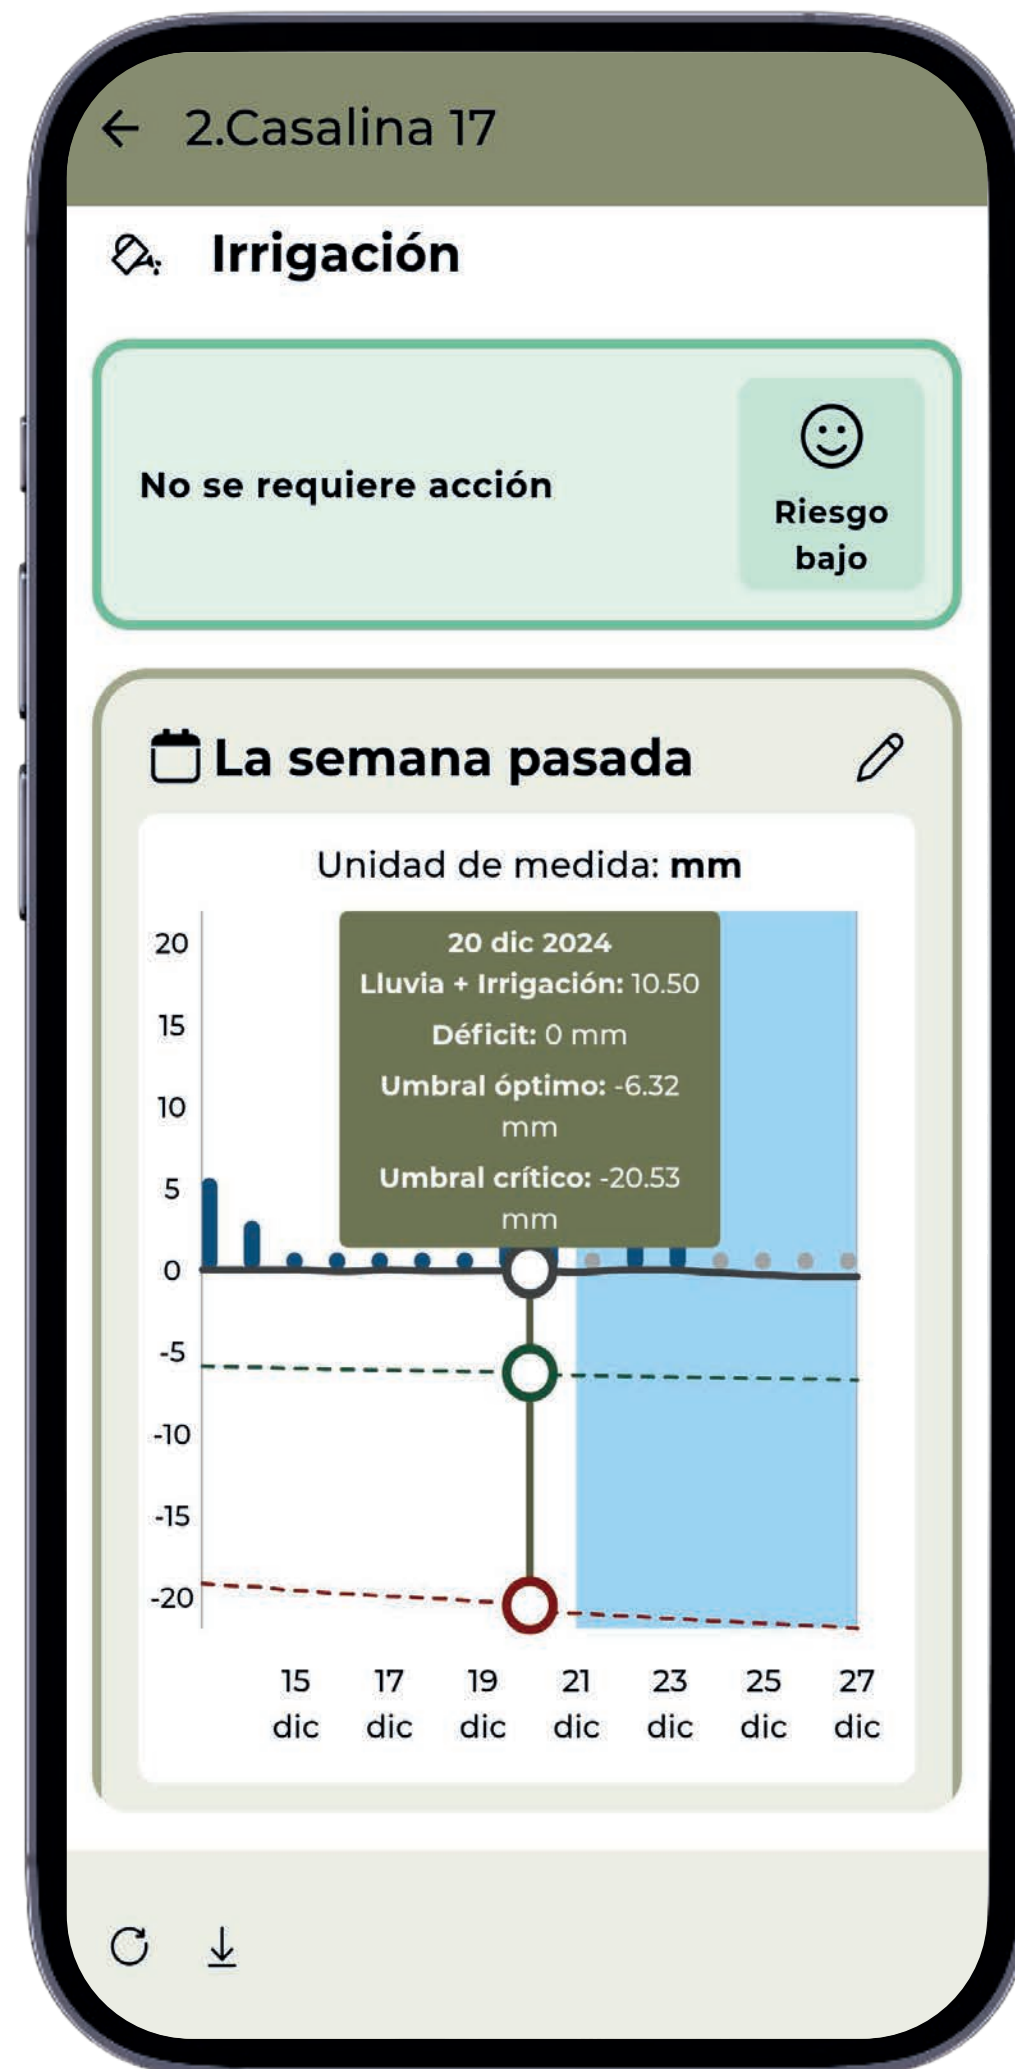 2.Casalina 17
Irrigación
No se requiere acción
Riesgo
bajo
La semana pasada
Unidad de medida: mm
20 dic 2024
Lluvia + Irrigación: 10.50
Déficit: 0 mm
Umbral óptimo: -6.32
mm
Umbral crítico: -20.53
mm
20
15
10
5
0
-5
-10
-15
-20
15 17 19 21 23 25 27
dic dic dic dic dic dic dic